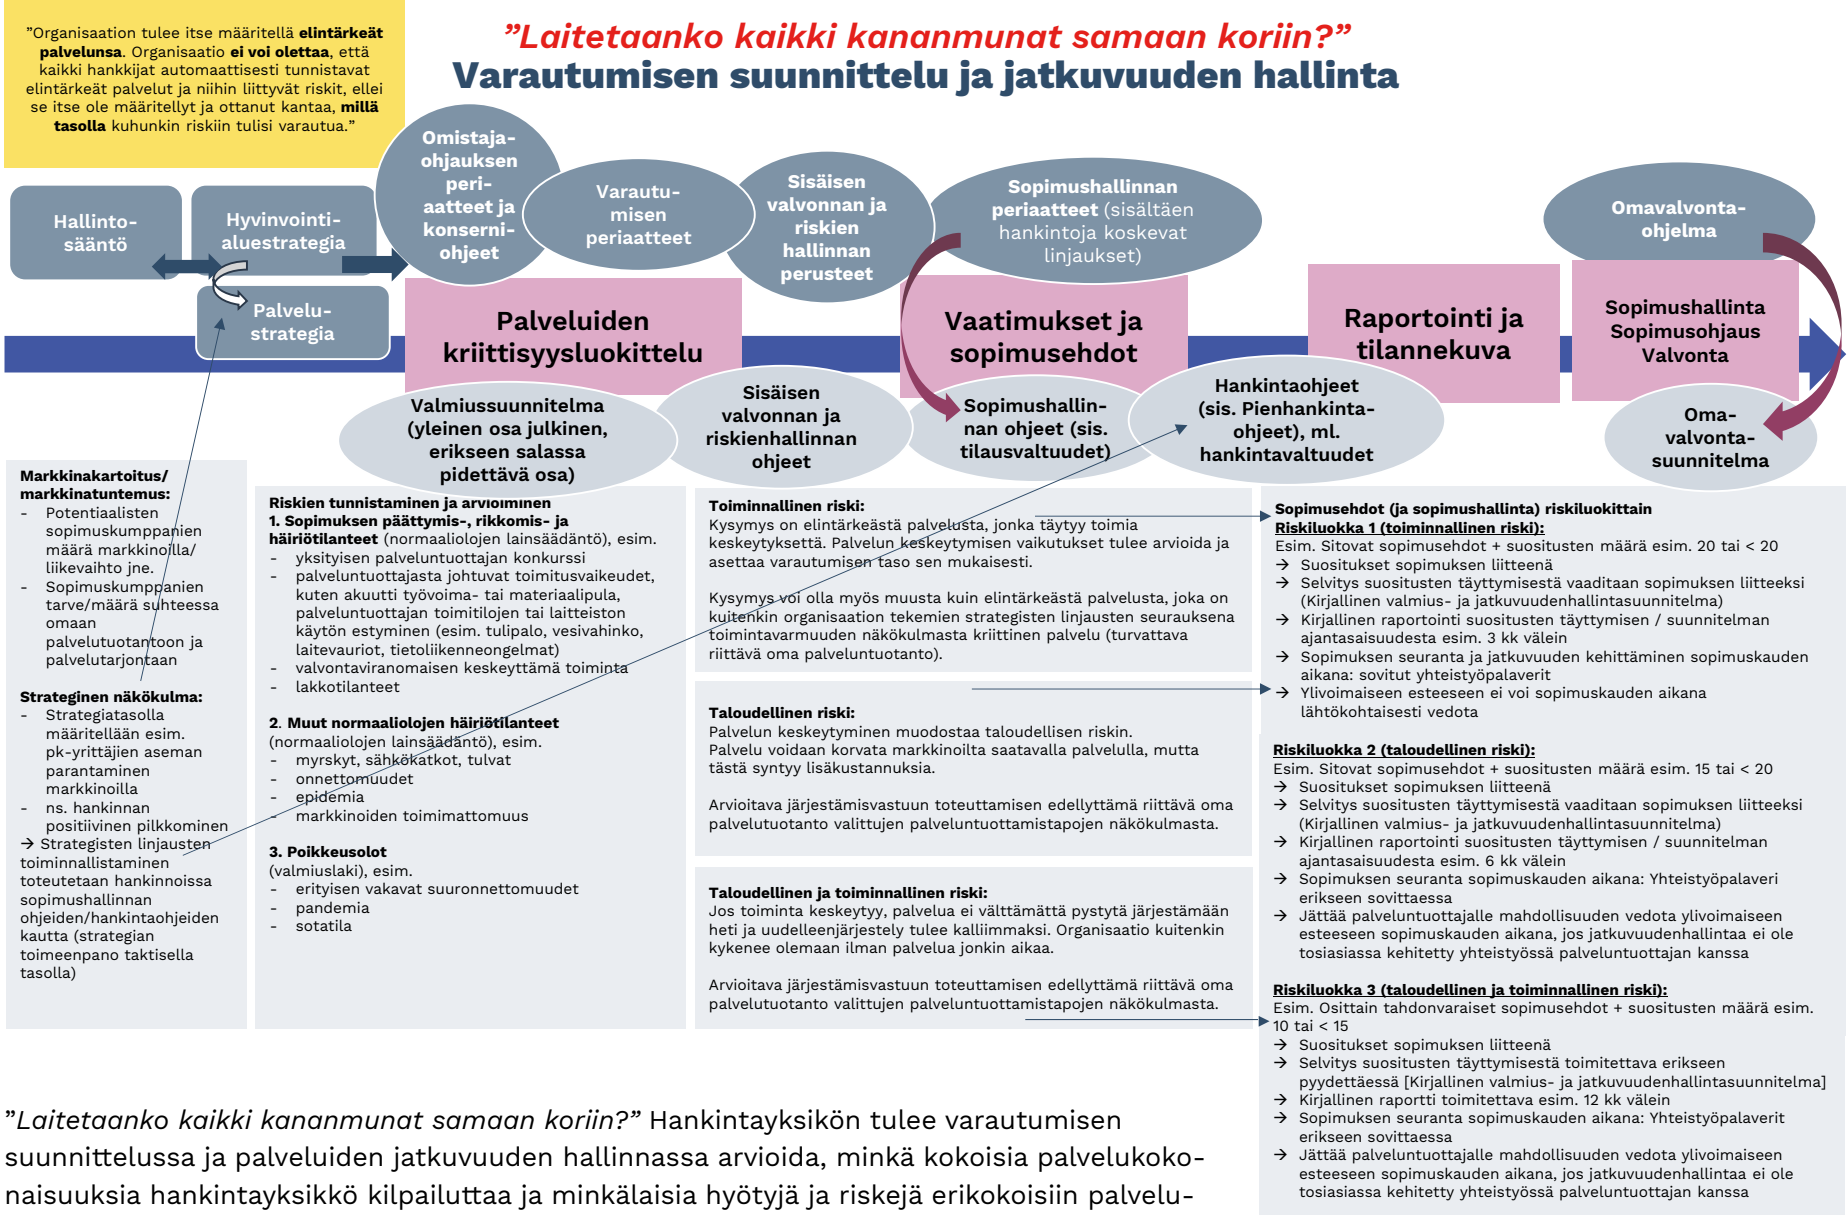 ”Organisaation tulee itse määritellä elintärkeät
palvelunsa. Organisaatio ei voi olettaa, että
kaikki hankkijat automaattisesti tunnistavat
elintärkeät palvelut ja niihin liittyvät riskit, ellei
se itse ole määritellyt ja ottanut kantaa, millä
tasolla kuhunkin riskiin tulisi varautua.”
”Laitetaanko kaikki kananmunat samaan koriin?”
Varautumisen suunnittelu ja jatkuvuuden hallinta
Hallinto-
sääntö
Hyvinvointi-
aluestrategia
Palvelu-
strategia
Omistaja-
ohjauksen
peri-
aatteet ja
konserni-
ohjeet
Varautu-
misen
periaatteet
Sisäisen
valvonnan ja
riskien
hallinnan
perusteet
Sopimushallinnan
periaatteet (sisältäen
hankintoja koskevat
linjaukset)
Omavalvonta-
ohjelma
Palveluiden
kriittisyysluokittelu
Vaatimukset ja
sopimusehdot
Raportointi ja
tilannekuva
Sopimushallinta
Sopimusohjaus
Valvonta
Valmiussuunnitelma
(yleinen osa julkinen,
erikseen salassa
pidettävä osa)
Sisäisen
valvonnan ja
riskienhallinnan
ohjeet
Sopimushallin-
nan ohjeet (sis.
tilausvaltuudet)
Hankintaohjeet
(sis. Pienhankinta-
ohjeet), ml.
hankintavaltuudet
Oma-
valvonta-
suunnitelma
Markkinakartoitus/
markkinatuntemus:
- Potentiaalisten
sopimuskumppanien
määrä markkinoilla/
liikevaihto jne.
- Sopimuskumppanien
tarve/määrä suhteessa
omaan
palvelutuotantoon ja
palvelutarjontaan
Strateginen näkökulma:
- Strategiatasolla
määritellään esim.
pk-yrittäjien aseman
parantaminen
markkinoilla
- ns. hankinnan
positiivinen pilkkominen
→ Strategisten linjausten
toiminnallistaminen
toteutetaan hankinnoissa
sopimushallinnan
ohjeiden/hankintaohjeiden
kautta (strategian
toimeenpano taktisella
tasolla)
Riskien tunnistaminen ja arvioiminen
1. Sopimuksen päättymis-, rikkomis- ja
häiriötilanteet (normaaliolojen lainsäädäntö), esim.
- yksityisen palveluntuottajan konkurssi
- palveluntuottajasta johtuvat toimitusvaikeudet,
kuten akuutti työvoima- tai materiaalipula,
palveluntuottajan toimitilojen tai laitteiston
käytön estyminen (esim. tulipalo, vesivahinko,
laitevauriot, tietoliikenneongelmat)
- valvontaviranomaisen keskeyttämä toiminta
- lakkotilanteet
2. Muut normaaliolojen häiriötilanteet
(normaaliolojen lainsäädäntö), esim.
- myrskyt, sähkökatkot, tulvat
- onnettomuudet
- epidemia
- markkinoiden toimimattomuus
3. Poikkeusolot
(valmiuslaki), esim.
- erityisen vakavat suuronnettomuudet
- pandemia
- sotatila
Toiminnallinen riski:
Kysymys on elintärkeästä palvelusta, jonka täytyy toimia
keskeytyksettä. Palvelun keskeytymisen vaikutukset tulee arvioida ja
asettaa varautumisen taso sen mukaisesti.
Kysymys voi olla myös muusta kuin elintärkeästä palvelusta, joka on
kuitenkin organisaation tekemien strategisten linjausten seurauksena
toimintavarmuuden näkökulmasta kriittinen palvelu (turvattava
riittävä oma palveluntuotanto).
Taloudellinen riski:
Palvelun keskeytyminen muodostaa taloudellisen riskin.
Palvelu voidaan korvata markkinoilta saatavalla palvelulla, mutta
tästä syntyy lisäkustannuksia.
Arvioitava järjestämisvastuun toteuttamisen edellyttämä riittävä oma
palvelutuotanto valittujen palveluntuottamistapojen näkökulmasta.
Taloudellinen ja toiminnallinen riski:
Jos toiminta keskeytyy, palvelua ei välttämättä pystytä järjestämään
heti ja uudelleenjärjestely tulee kalliimmaksi. Organisaatio kuitenkin
kykenee olemaan ilman palvelua jonkin aikaa.
Arvioitava järjestämisvastuun toteuttamisen edellyttämä riittävä oma
palvelutuotanto valittujen palveluntuottamistapojen näkökulmasta.
Sopimusehdot (ja sopimushallinta) riskiluokittain
Riskiluokka 1 (toiminnallinen riski):
Esim. Sitovat sopimusehdot + suositusten määrä esim. 20 tai < 20
→ Suositukset sopimuksen liitteenä
→ Selvitys suositusten täyttymisestä vaaditaan sopimuksen liitteeksi
(Kirjallinen valmius- ja jatkuvuudenhallintasuunnitelma)
→ Kirjallinen raportointi suositusten täyttymisen / suunnitelman
ajantasaisuudesta esim. 3 kk välein
→ Sopimuksen seuranta ja jatkuvuuden kehittäminen sopimuskauden
aikana: sovitut yhteistyöpalaverit
→ Ylivoimaiseen esteeseen ei voi sopimuskauden aikana
lähtökohtaisesti vedota
Riskiluokka 2 (taloudellinen riski):
Esim. Sitovat sopimusehdot + suositusten määrä esim. 15 tai < 20
→ Suositukset sopimuksen liitteenä
→ Selvitys suositusten täyttymisestä vaaditaan sopimuksen liitteeksi
(Kirjallinen valmius- ja jatkuvuudenhallintasuunnitelma)
→ Kirjallinen raportointi suositusten täyttymisen / suunnitelman
ajantasaisuudesta esim. 6 kk välein
→ Sopimuksen seuranta sopimuskauden aikana: Yhteistyöpalaveri
erikseen sovittaessa
→ Jättää palveluntuottajalle mahdollisuuden vedota ylivoimaiseen
esteeseen sopimuskauden aikana, jos jatkuvuudenhallintaa ei ole
tosiasiassa kehitetty yhteistyössä palveluntuottajan kanssa
Riskiluokka 3 (taloudellinen ja toiminnallinen riski):
Esim. Osittain tahdonvaraiset sopimusehdot + suositusten määrä esim.
10 tai < 15
→ Suositukset sopimuksen liitteenä
→ Selvitys suositusten täyttymisestä toimitettava erikseen
pyydettäessä [Kirjallinen valmius- ja jatkuvuudenhallintasuunnitelma]
→ Kirjallinen raportti toimitettava esim. 12 kk välein
→ Sopimuksen seuranta sopimuskauden aikana: Yhteistyöpalaverit
erikseen sovittaessa
→ Jättää palveluntuottajalle mahdollisuuden vedota ylivoimaiseen
esteeseen sopimuskauden aikana, jos jatkuvuudenhallintaa ei ole
tosiasiassa kehitetty yhteistyössä palveluntuottajan kanssa
”Laitetaanko kaikki kananmunat samaan koriin?” Hankintayksikön tulee varautumisen
suunnittelussa ja palveluiden jatkuvuuden hallinnassa arvioida, minkä kokoisia palvelukoko-
naisuuksia hankintayksikkö kilpailuttaa ja minkälaisia hyötyjä ja riskejä erikokoisiin palvelu-